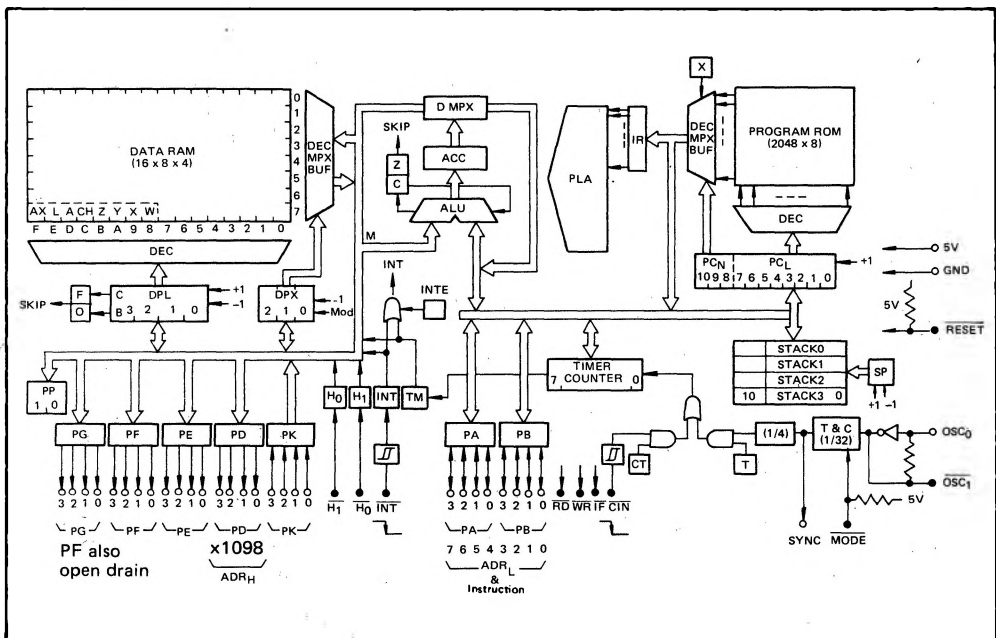 DATA RAM
(16 x 8 x 4)
0
1
2
3
4
5
6
7
AX L A CH Z Y X W
F E D C B A 9 8 7 6 5 4 3 2 1 0
DEC
MPX
BUF
DEC
SKIP
F
O
C
B
DPL
3 2 1 0
+1
-1
DPX
2 1 0
-1
Mod
PP
1 0
PG
PF
PE
PD
PK
3 2 1 0
3 2 1 0
3 2 1 0
3 2 1 0
3 2 1 0
PG
PF
PE
PD
PK
PF also
open drain
x1098
ADRH
D MPX
SKIP
Z
C
ACC
ALU
M
INT
INTE
H0
H1
INT
TM
H1
H0
INT
PLA
IR
X
DEC
MPX
BUF
PROGRAM ROM
(2048 x 8)
DEC
PCN
PCL
10 9 8 7 6 5 4 3 2 1 0
+1
5V
GND
5V
RESET
STACK0
STACK1
STACK2
10 STACK3 0
SP
+1 -1
TIMER
COUNTER
7 0
PA
PB
3 2 1 0
3 2 1 0
RD WR IF CIN
PA
PB
7 6 5 4 3 2 1 0
ADRL
&
Instruction
CT
T
(1/4)
T & C
(1/32)
OSC0
OSC1
5V
SYNC
MODE